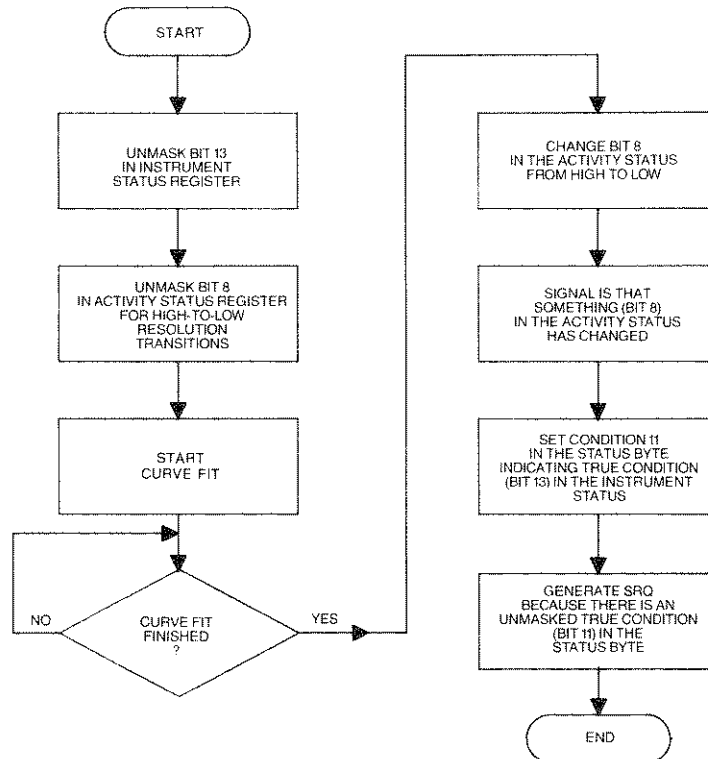 START
UNMASK BIT 13
IN INSTRUMENT
STATUS REGISTER
UNMASK BIT 8
IN ACTIVITY STATUS REGISTER
FOR HIGH-TO-LOW
RESOLUTION
TRANSITIONS
START
CURVE FIT
CURVE FIT
FINISHED
?
NO
YES
CHANGE BIT 8
IN THE ACTIVITY STATUS
FROM HIGH TO LOW
SIGNAL IS THAT
SOMETHING (BIT 8)
IN THE ACTIVITY STATUS
HAS CHANGED
SET CONDITION 11
IN THE STATUS BYTE
INDICATING TRUE CONDITION
(BIT 13) IN THE INSTRUMENT
STATUS
GENERATE SRQ
BECAUSE THERE IS AN
UNMASKED TRUE CONDITION
(BIT 11) IN THE
STATUS BYTE
END